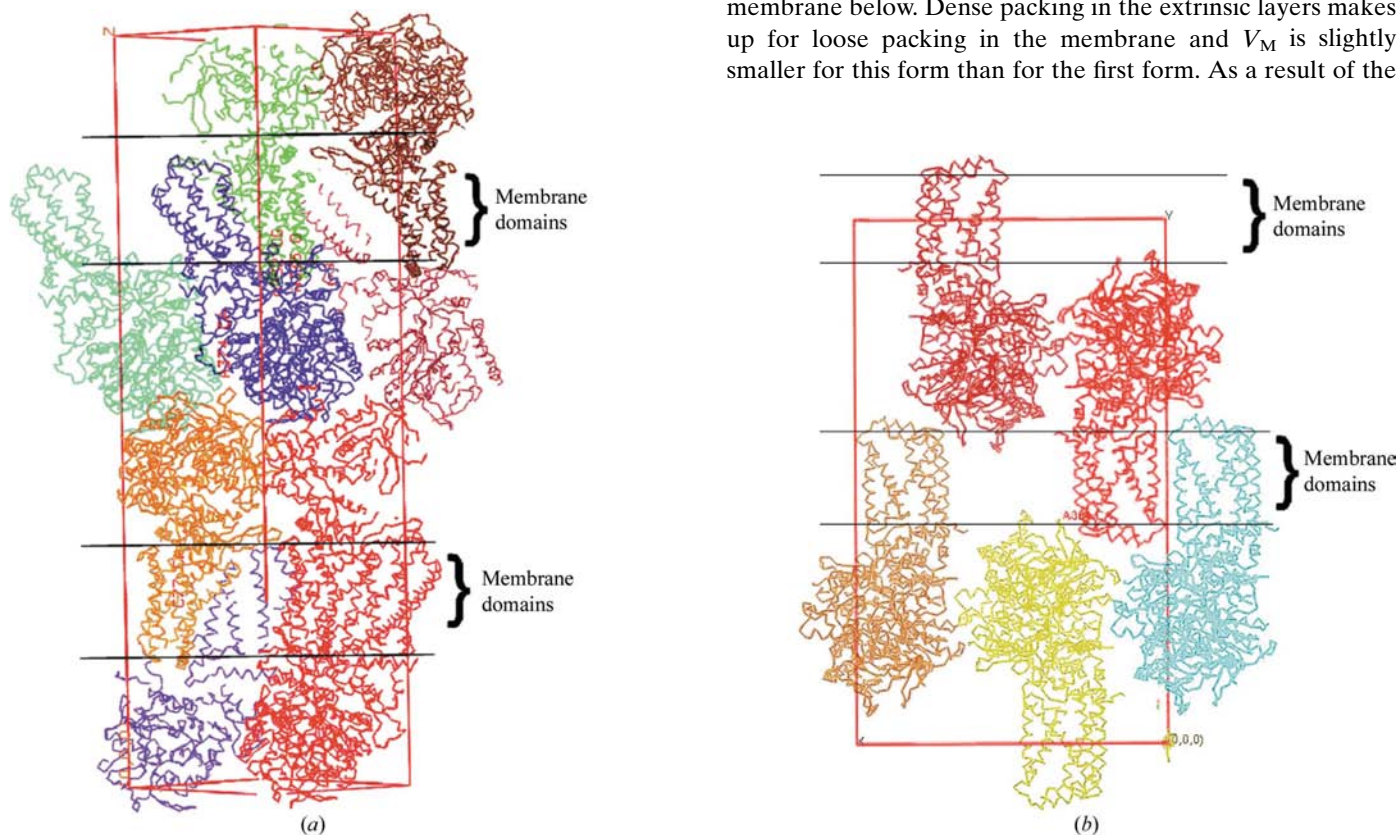 membrane below. Dense packing in the extrinsic layers makes
up for loose packing in the membrane and V_M is slightly
smaller for this form than for the first form. As a result of the
Membrane
domains
Membrane
domains
(a)
Y
Membrane
domains
Membrane
domains
(0,0,0)
(b)